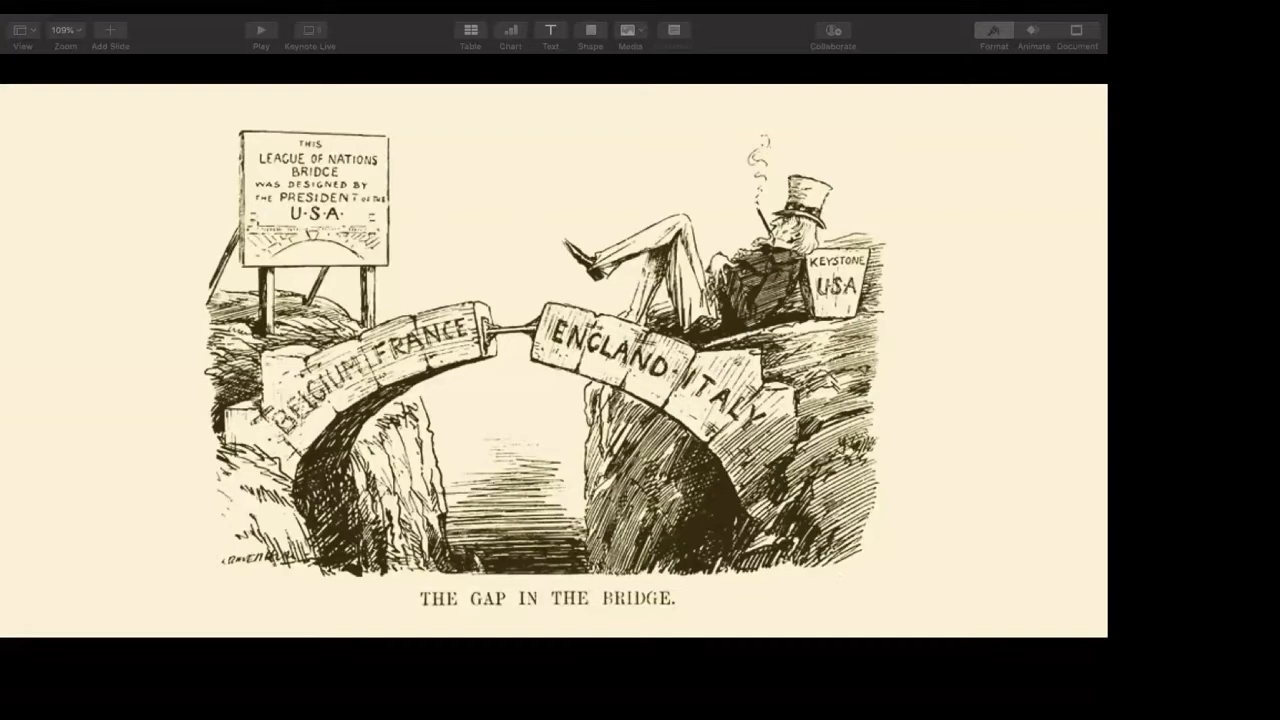 109%
View
Zoom
Add Slide
Play
Keynote Live
Table
Chart
Text
Shape
Media
Collaborate
Format
Animate
Document
THIS
LEAGUE OF NATIONS
BRIDGE
WAS DESIGNED BY
THE PRESIDENT OF THE
U.S.A.
KEYSTONE
USA
BELGIUM FRANCE
ENGLAND ITALY
THE GAP IN THE BRIDGE.